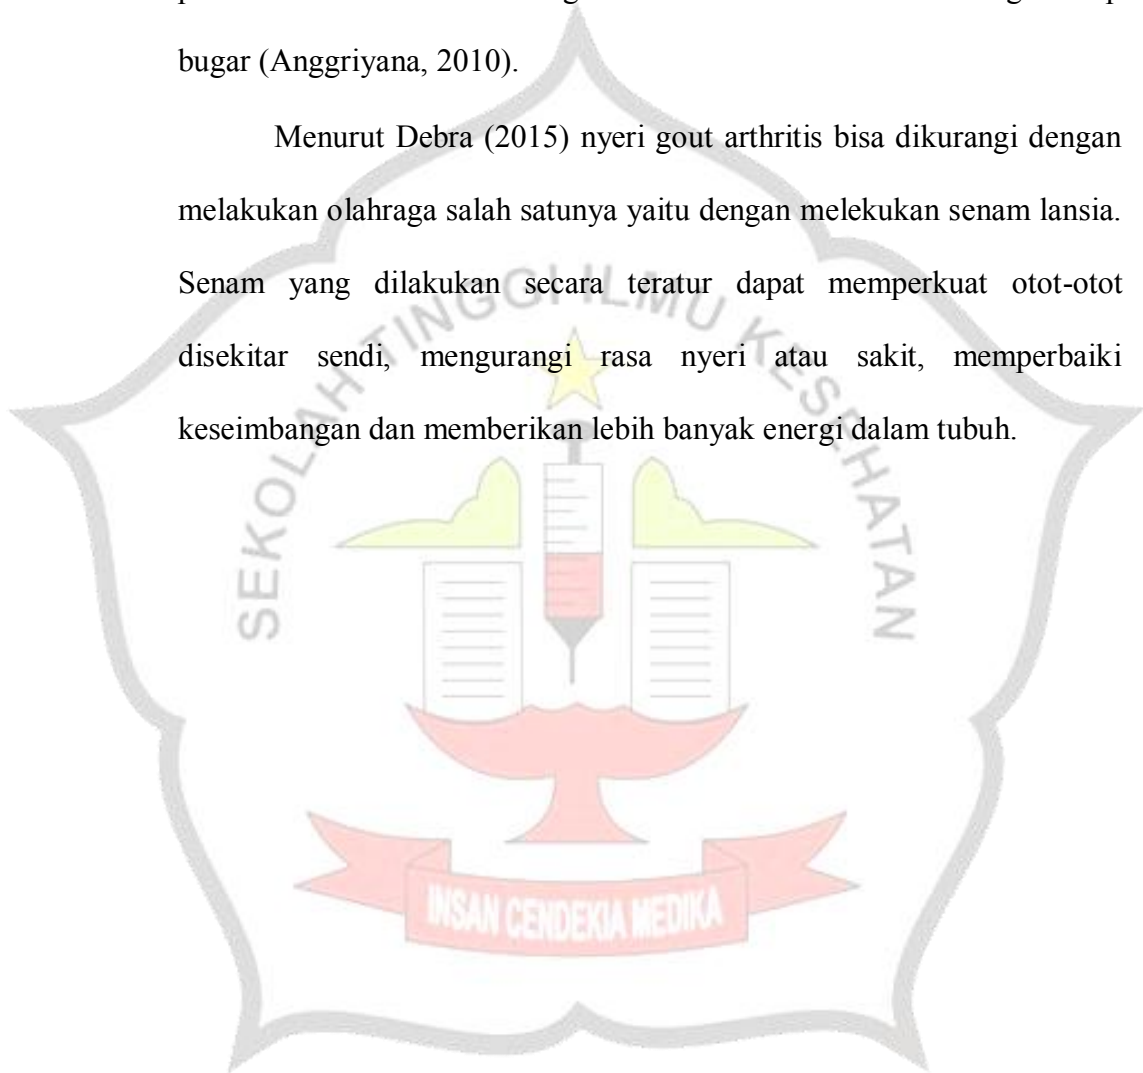 bugar (Anggriyana, 2010).
Menurut Debra (2015) nyeri gout arthritis bisa dikurangi dengan
melakukan olahraga salah satunya yaitu dengan melekukan senam lansia.
Senam yang dilakukan secara teratur dapat memperkuat otot-otot
disekitar sendi, mengurangi rasa nyeri atau sakit, memperbaiki
keseimbangan dan memberikan lebih banyak energi dalam tubuh.
SEKOLAH TINGGI ILMU KESEHATAN
INSAN CENDEKIA MEDIKA